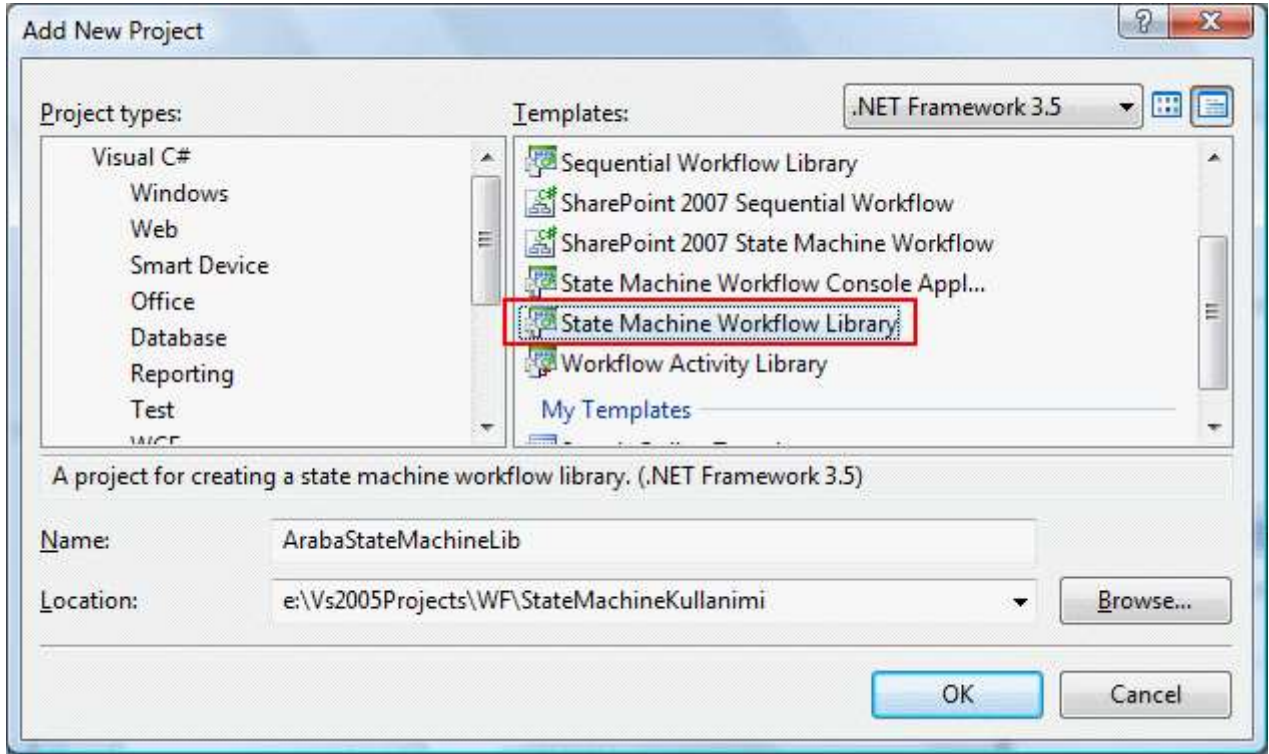 Add New Project
Project types:
Templates:
.NET Framework 3.5
Visual C#
Windows
Web
Smart Device
Office
Database
Reporting
Test
Sequential Workflow Library
SharePoint 2007 Sequential Workflow
SharePoint 2007 State Machine Workflow
State Machine Workflow Console Appl...
State Machine Workflow Library
Workflow Activity Library
My Templates
A project for creating a state machine workflow library. (.NET Framework 3.5)
Name:
ArabaStateMachineLib
Location:
e:\Vs2005Projects\WF\StateMachineKullanimi
Browse...
OK
Cancel